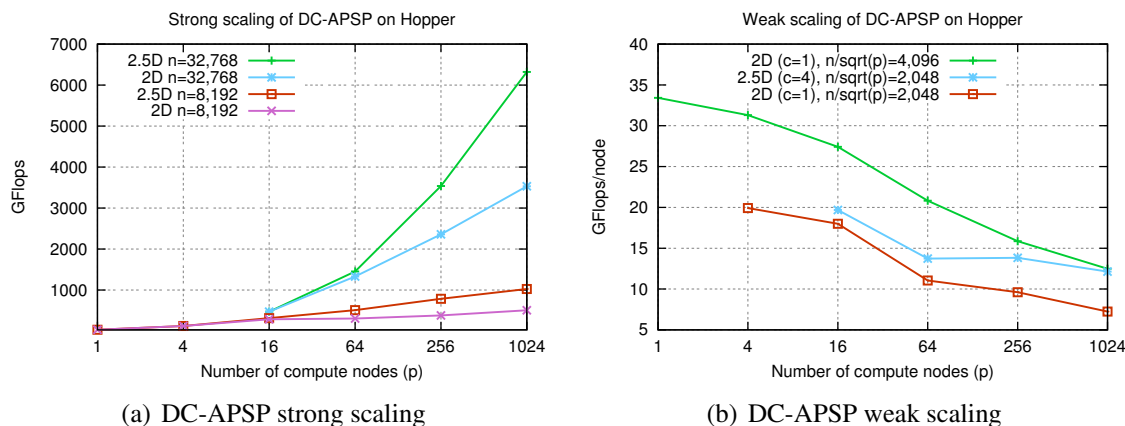 Strong scaling of DC-APSP on Hopper
7000
6000
5000
4000
3000
2000
1000
GFlops
2.5D n=32,768
2D n=32,768
2.5D n=8,192
2D n=8,192
1 4 16 64 256 1024
Number of compute nodes (p)
(a) DC-APSP strong scaling
Weak scaling of DC-APSP on Hopper
40
35
30
25
20
15
10
5
GFlops/node
2D (c=1), n/sqrt(p)=4,096
2.5D (c=4), n/sqrt(p)=2,048
2D (c=1), n/sqrt(p)=2,048
1 4 16 64 256 1024
Number of compute nodes (p)
(b) DC-APSP weak scaling